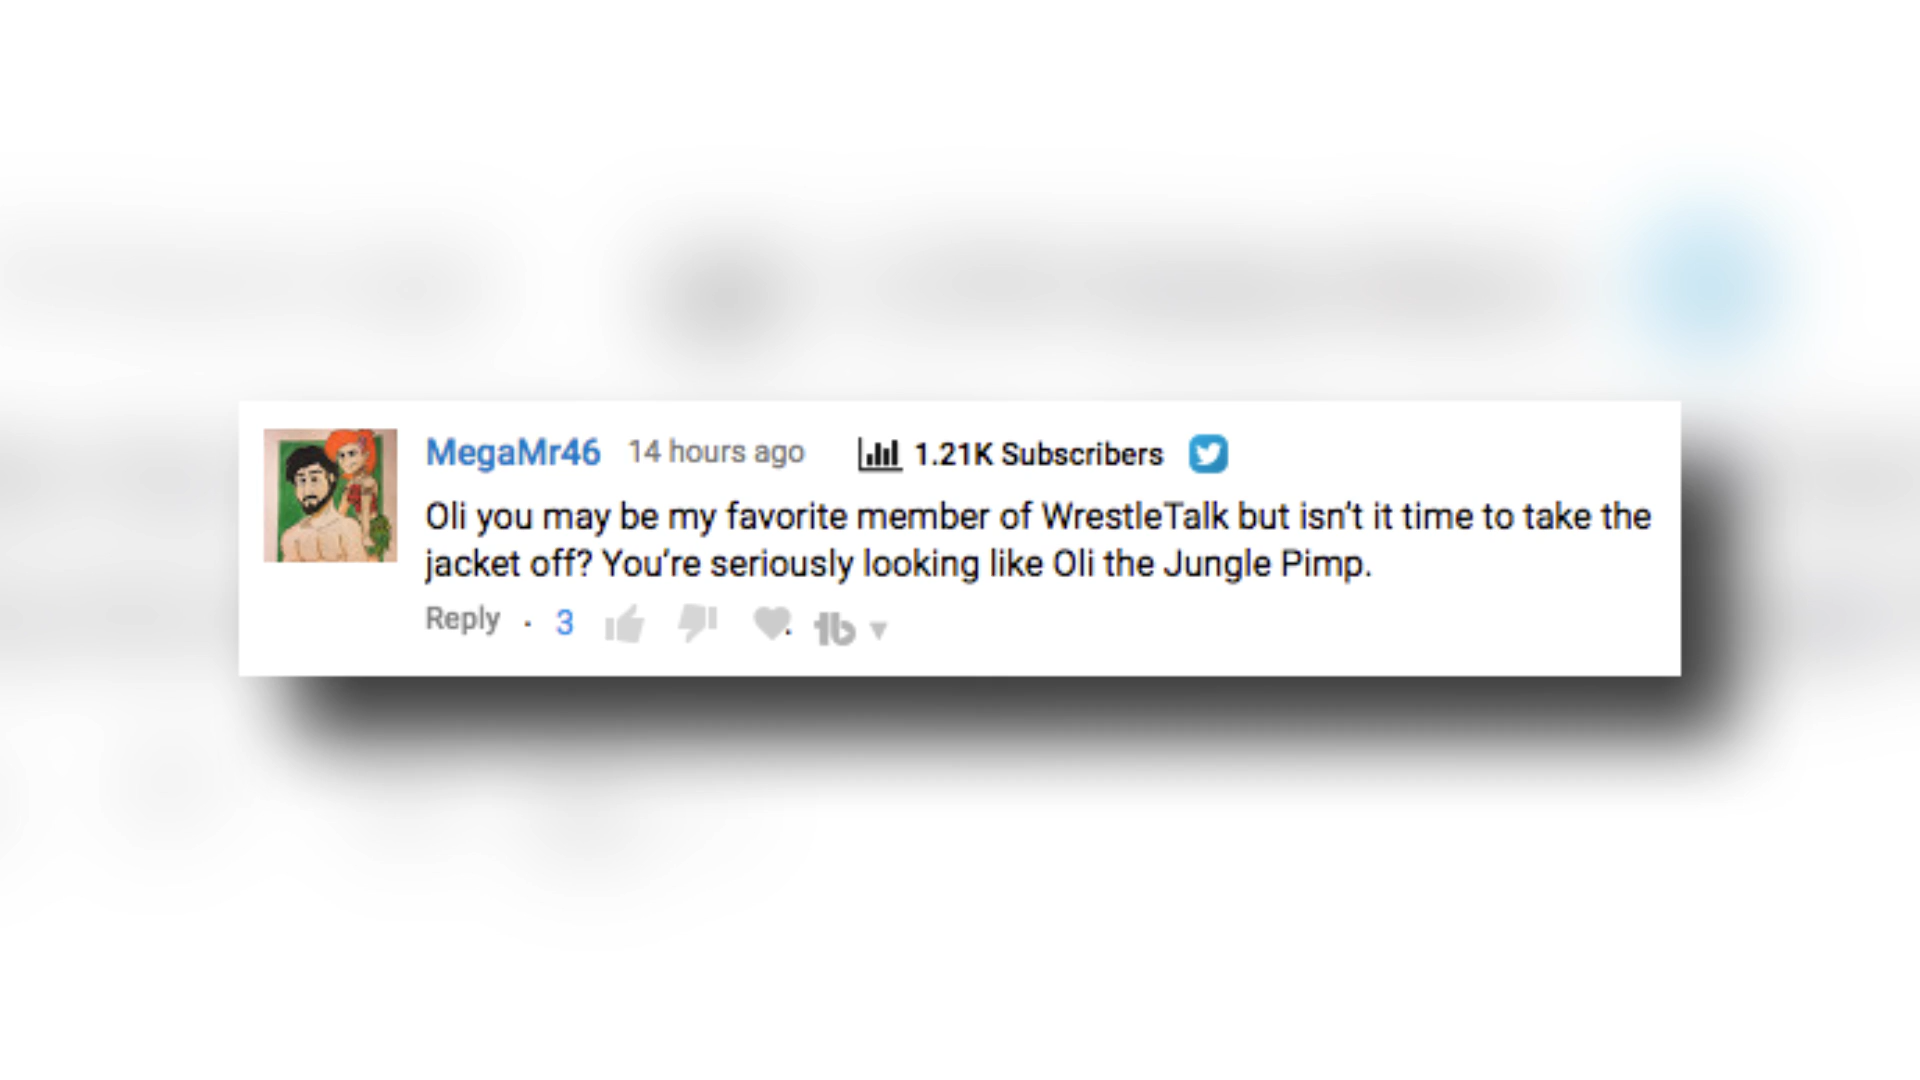 MegaMr46 14 hours ago 1.21K Subscribers
Oli you may be my favorite member of WrestleTalk but isn't it time to take the
jacket off? You're seriously looking like Oli the Jungle Pimp.
Reply · 3 tb